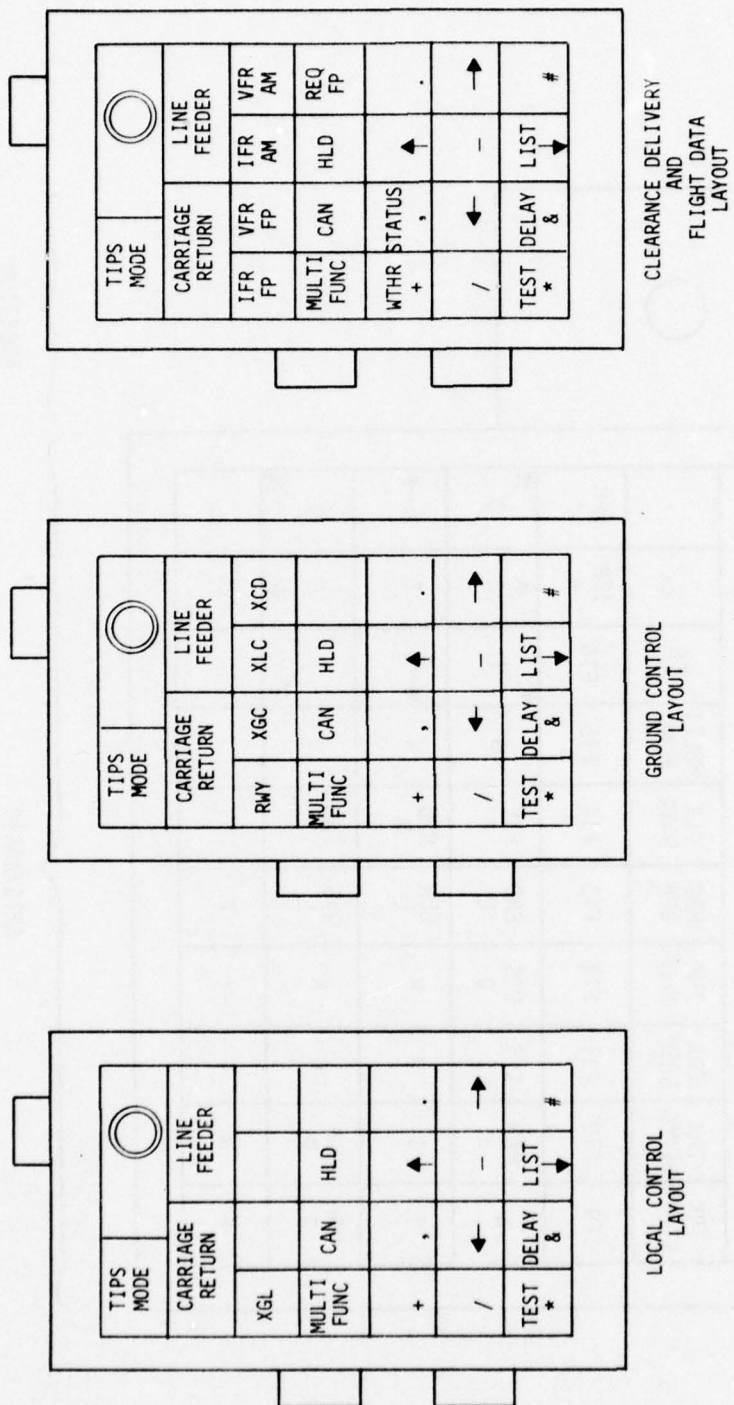 TIPS
MODE
CARRIAGE
RETURN
LINE
FEEDER
XGL
MULTI
FUNC
CAN HLD
+ , ↑ .
/ ← – →
TEST DELAY LIST
* & ↓ #
LOCAL CONTROL
LAYOUT
TIPS
MODE
CARRIAGE
RETURN
LINE
FEEDER
RWY XGC XLC XCD
MULTI
FUNC
CAN HLD
+ , ↑ .
/ ← – →
TEST DELAY LIST
* & ↓ #
GROUND CONTROL
LAYOUT
TIPS
MODE
CARRIAGE
RETURN
LINE
FEEDER
IFR VFR IFR VFR
FP FP AM AM
MULTI
FUNC
CAN HLD
REQ
FP
WTHR STATUS
+ , ↑ .
/ ← – →
TEST DELAY LIST
* & ↓ #
CLEARANCE DELIVERY
AND
FLIGHT DATA
LAYOUT